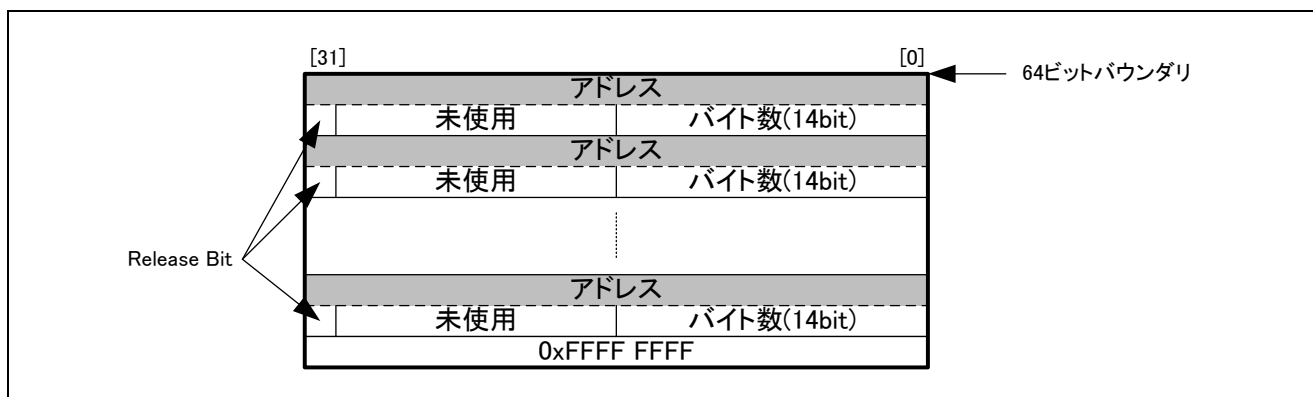 [31] [0]
64ビットバウンダリ
アドレス
未使用 バイト数(14bit)
アドレス
未使用 バイト数(14bit)
Release Bit
アドレス
未使用 バイト数(14bit)
0xFFFF FFFF